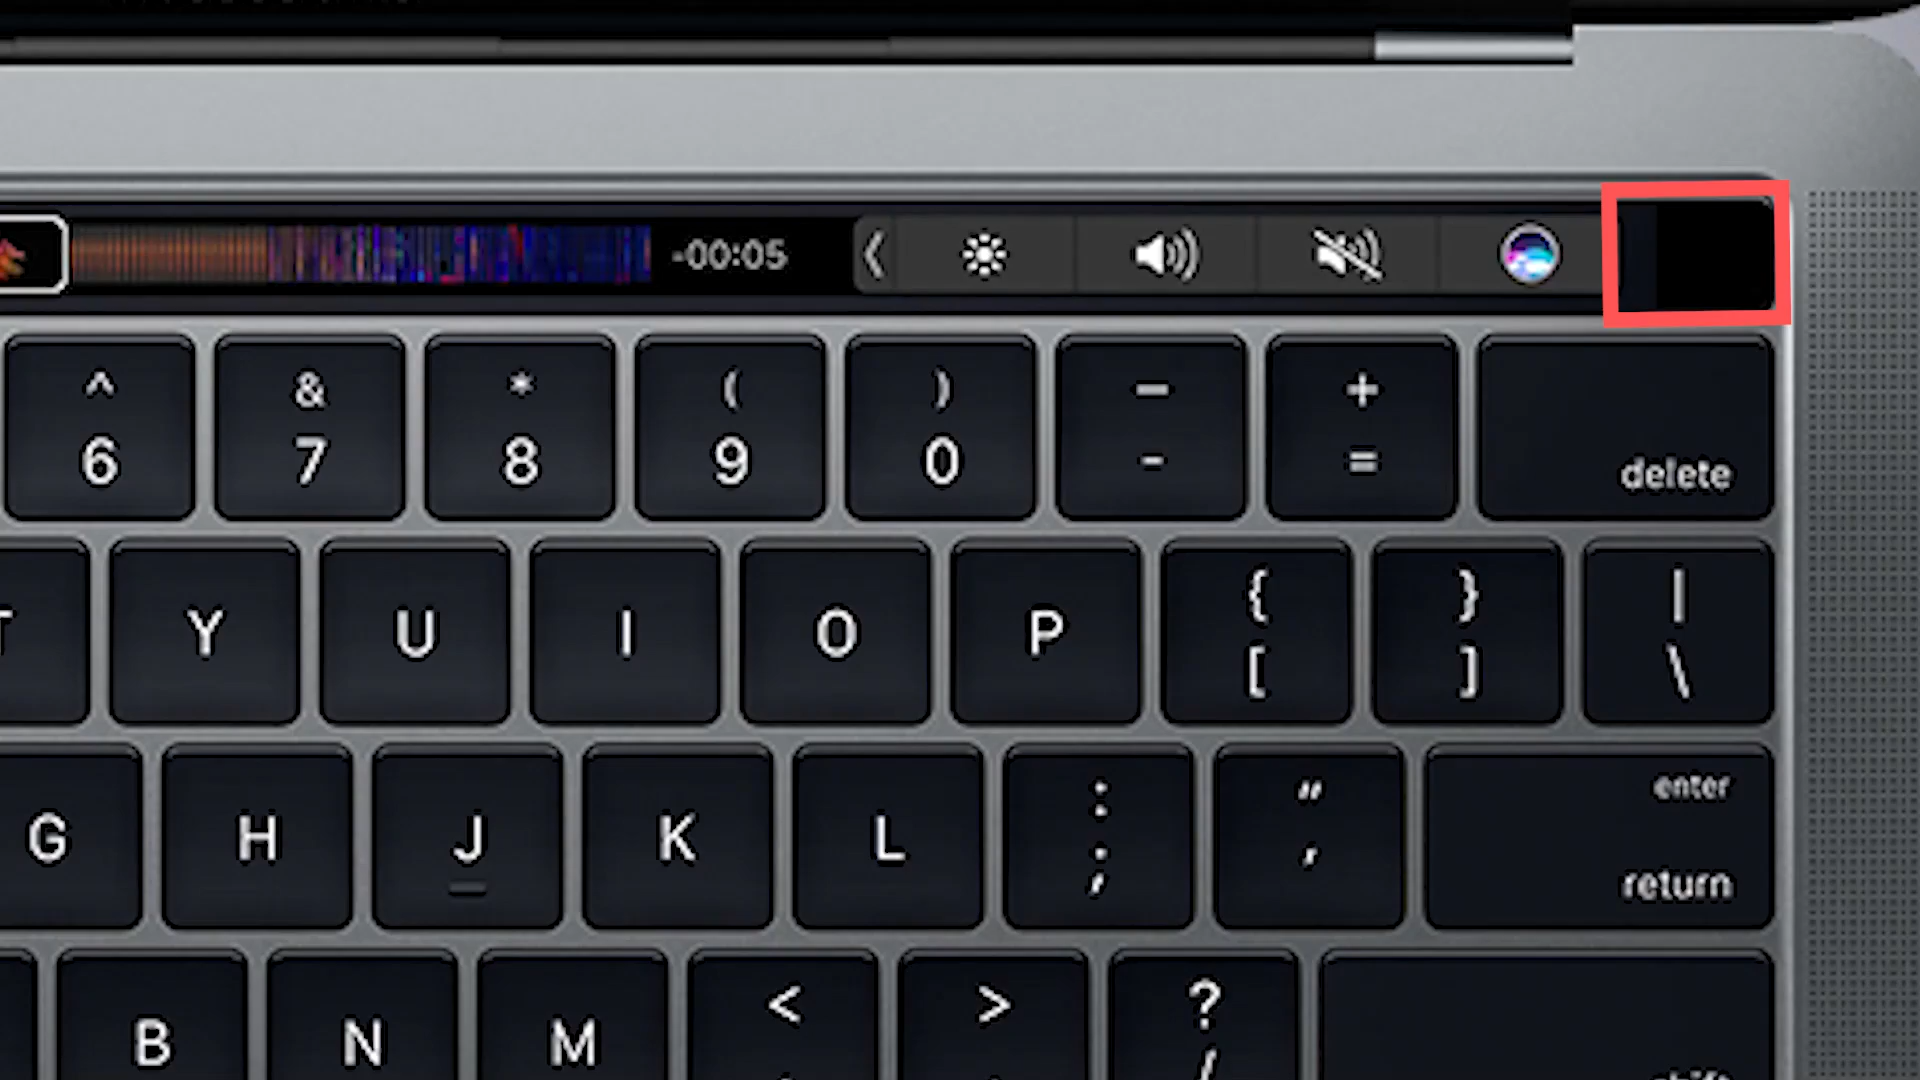 -00:05
^ & * ( ) – +
6 7 8 9 0 - = delete
Y U I O P { } |
[ ] \
enter
G H J K L : "
; ' return
< > ?
B N M /